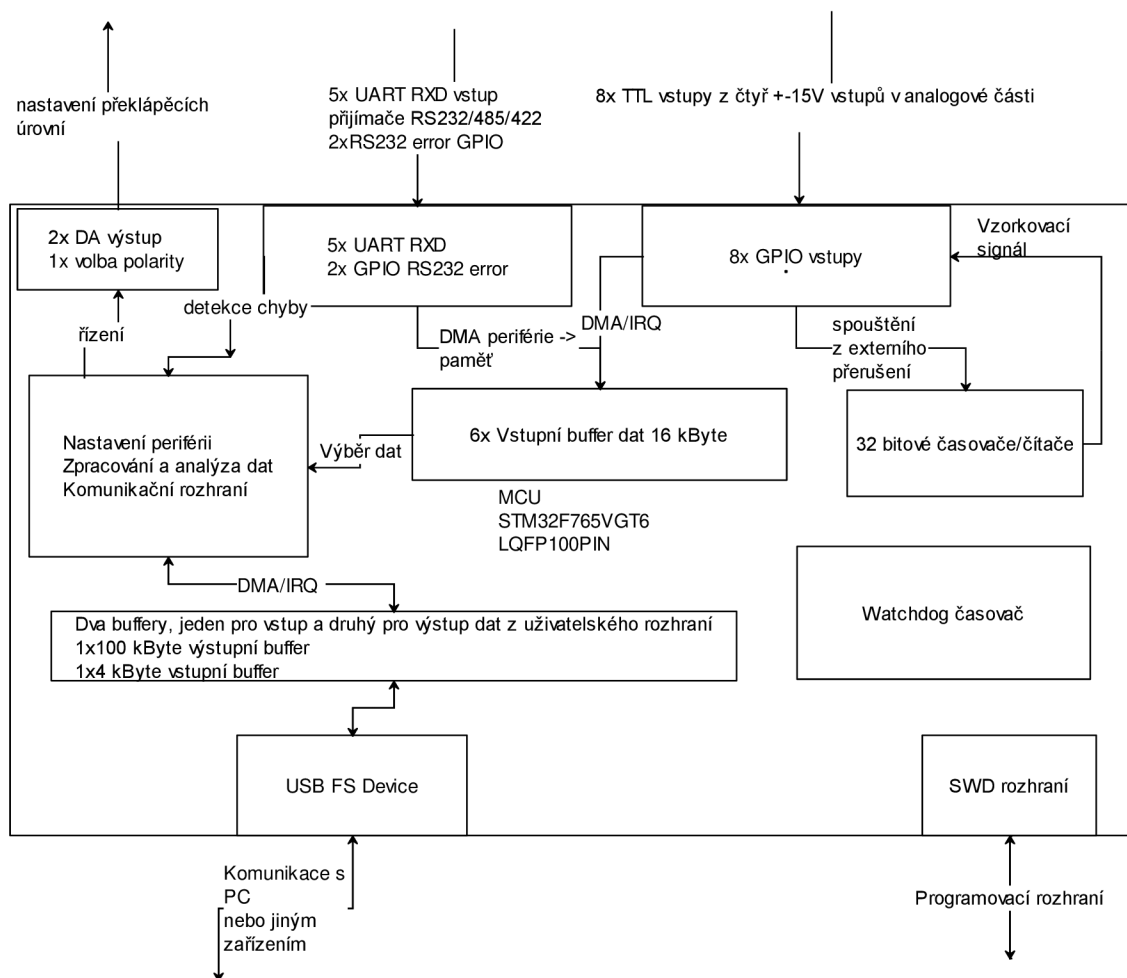 nastavení překlápěcích
úrovní
5x UART RXD vstup
přijímače RS232/485/422
2xRS232 error GPIO
8x TTL vstupy z čtyř +-15V vstupů v analogové části
2x DA výstup
1x volba polarity
5x UART RXD
2x GPIO RS232 error
8x GPIO vstupy
Vzorkovací
signál
detekce chyby
řízení
DMA periférie ->
paměť
DMA/IRQ
spouštění
z externího
přerušení
Nastavení periférii
Zpracování a analýza dat
Komunikační rozhraní
Výběr dat
6x Vstupní buffer dat 16 kByte
32 bitové časovače/čítače
MCU
STM32F765VGT6
LQFP100PIN
DMA/IRQ
Dva buffery, jeden pro vstup a druhý pro výstup dat z uživatelského rozhraní
1x100 kByte výstupní buffer
1x4 kByte vstupní buffer
Watchdog časovač
USB FS Device
SWD rozhraní
Komunikace s
PC
nebo jiným
zařízením
Programovací rozhraní